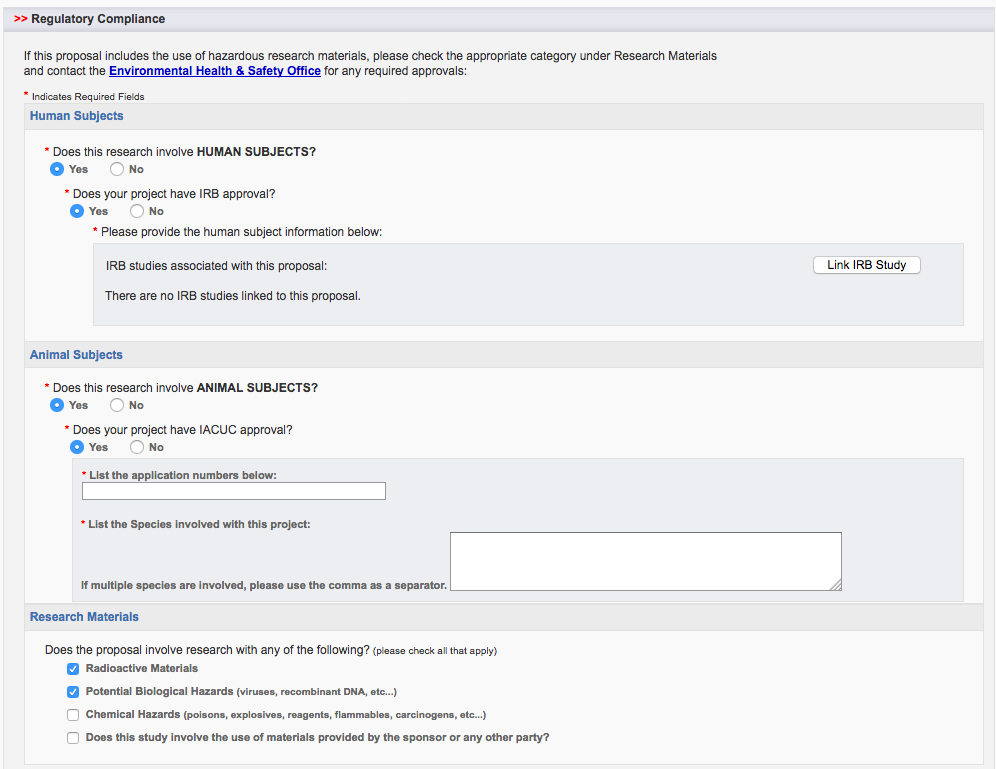 >> Regulatory Compliance
If this proposal includes the use of hazardous research materials, please check the appropriate category under Research Materials
and contact the Environmental Health & Safety Office for any required approvals:
* Indicates Required Fields
Human Subjects
* Does this research involve HUMAN SUBJECTS?
Yes No
* Does your project have IRB approval?
Yes No
* Please provide the human subject information below:
IRB studies associated with this proposal: Link IRB Study
There are no IRB studies linked to this proposal.
Animal Subjects
* Does this research involve ANIMAL SUBJECTS?
Yes No
* Does your project have IACUC approval?
Yes No
* List the application numbers below:
* List the Species involved with this project:
If multiple species are involved, please use the comma as a separator.
Research Materials
Does the proposal involve research with any of the following? (please check all that apply)
Radioactive Materials
Potential Biological Hazards (viruses, recombinant DNA, etc...)
Chemical Hazards (poisons, explosives, reagents, flammables, carcinogens, etc...)
Does this study involve the use of materials provided by the sponsor or any other party?